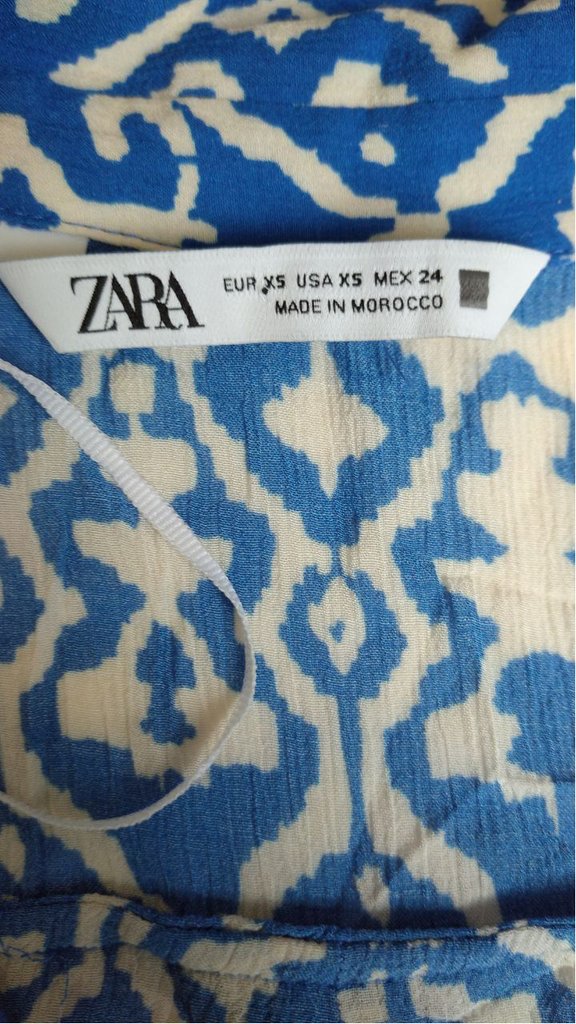 ZARA
EUR XS USA XS MEX 24
MADE IN MOROCCO